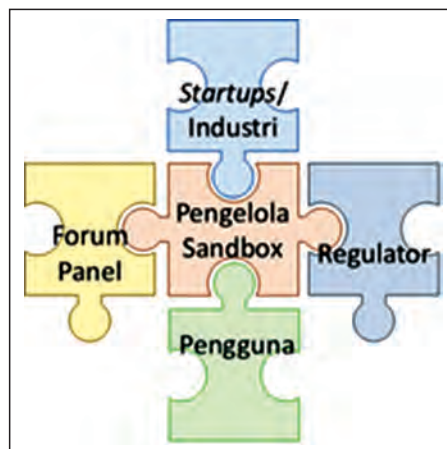 Startups/
Industri
Forum
Panel
Pengelola
Sandbox
Regulator
Pengguna